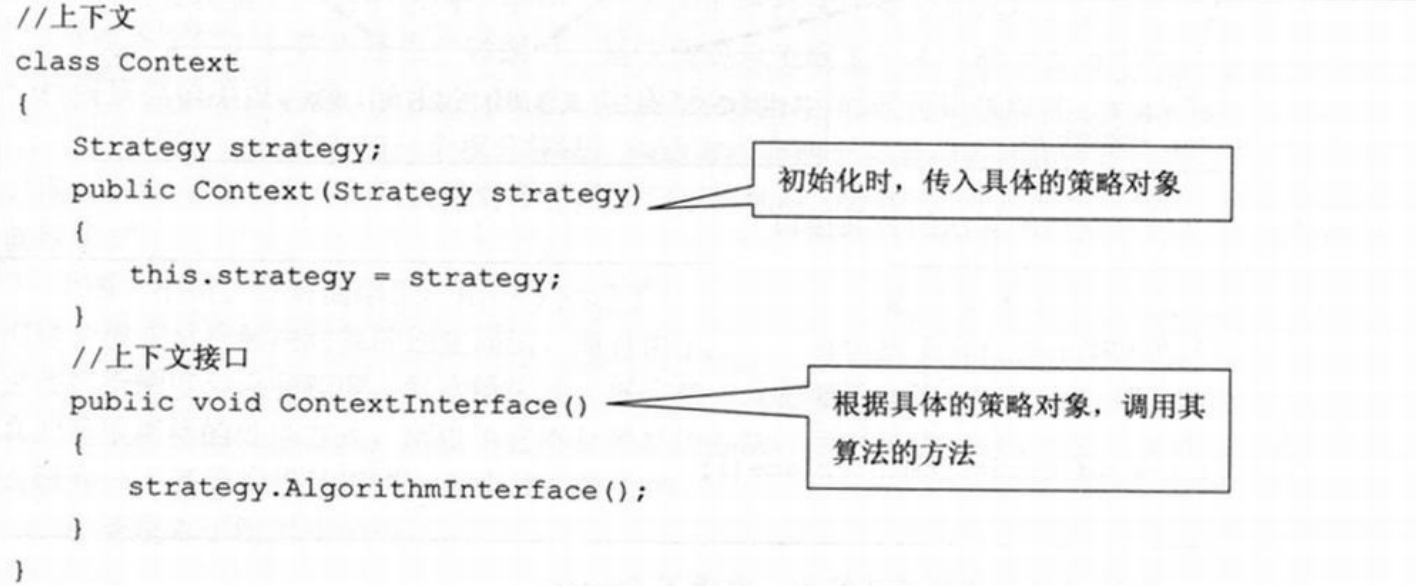 //上下文
class Context
{
Strategy strategy;
public Context(Strategy strategy)
初始化时，传入具体的策略对象
{
this.strategy = strategy;
}
//上下文接口
public void ContextInterface()
根据具体的策略对象，调用其
算法的方法
{
strategy.AlgorithmInterface();
}
}